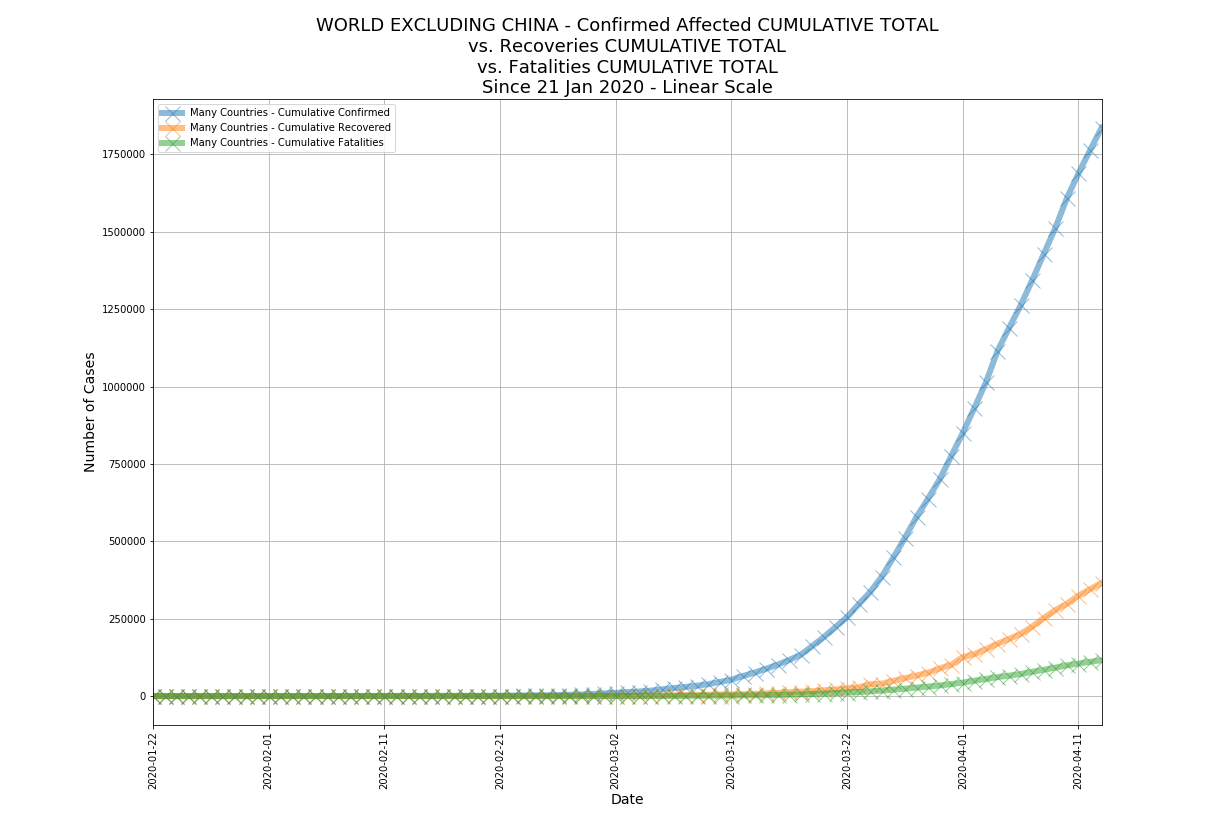 WORLD EXCLUDING CHINA - Confirmed Affected CUMULATIVE TOTAL
vs. Recoveries CUMULATIVE TOTAL
vs. Fatalities CUMULATIVE TOTAL
Since 21 Jan 2020 - Linear Scale
Many Countries - Cumulative Confirmed
Many Countries - Cumulative Recovered
Many Countries - Cumulative Fatalities
Number of Cases
1750000
1500000
1250000
1000000
750000
500000
250000
0
2020-01-22
2020-02-01
2020-02-11
2020-02-21
2020-03-02
2020-03-12
2020-03-22
2020-04-01
2020-04-11
Date